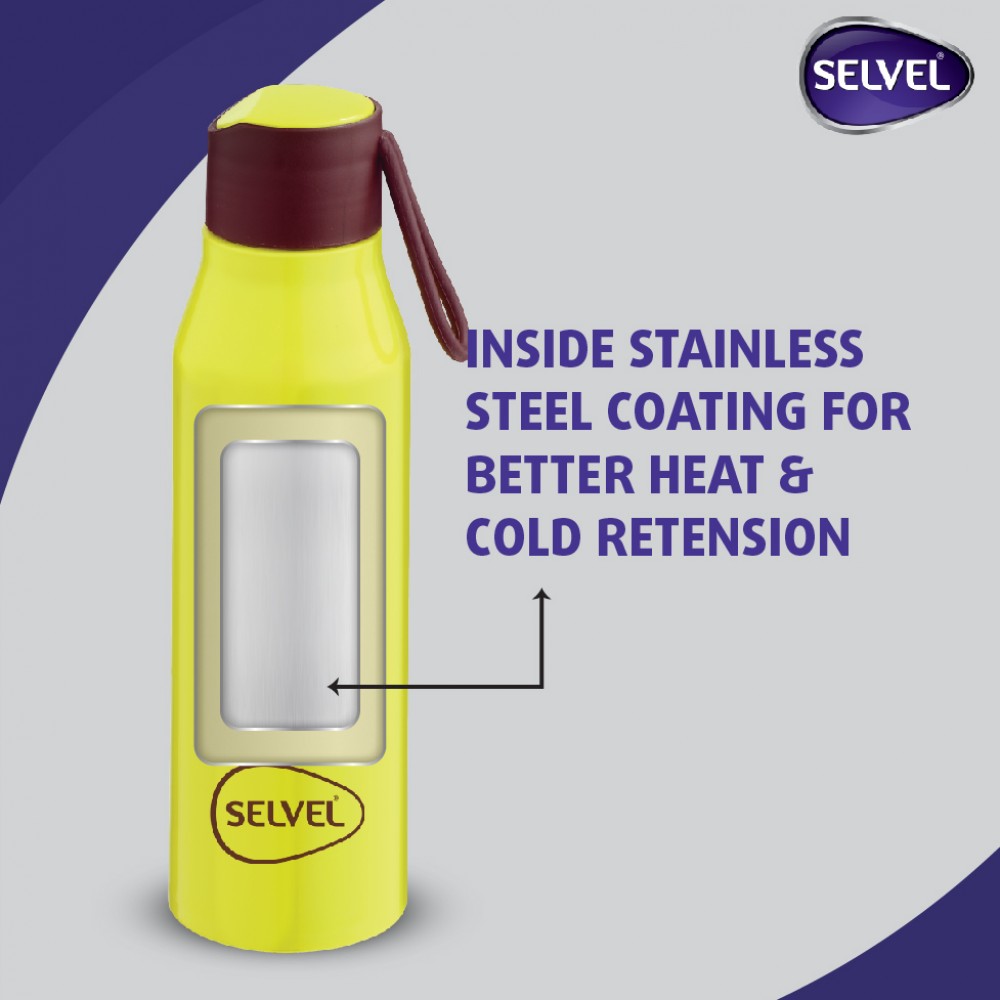 SELVEL®
INSIDE STAINLESS
STEEL COATING FOR
BETTER HEAT &
COLD RETENSION
SELVEL®